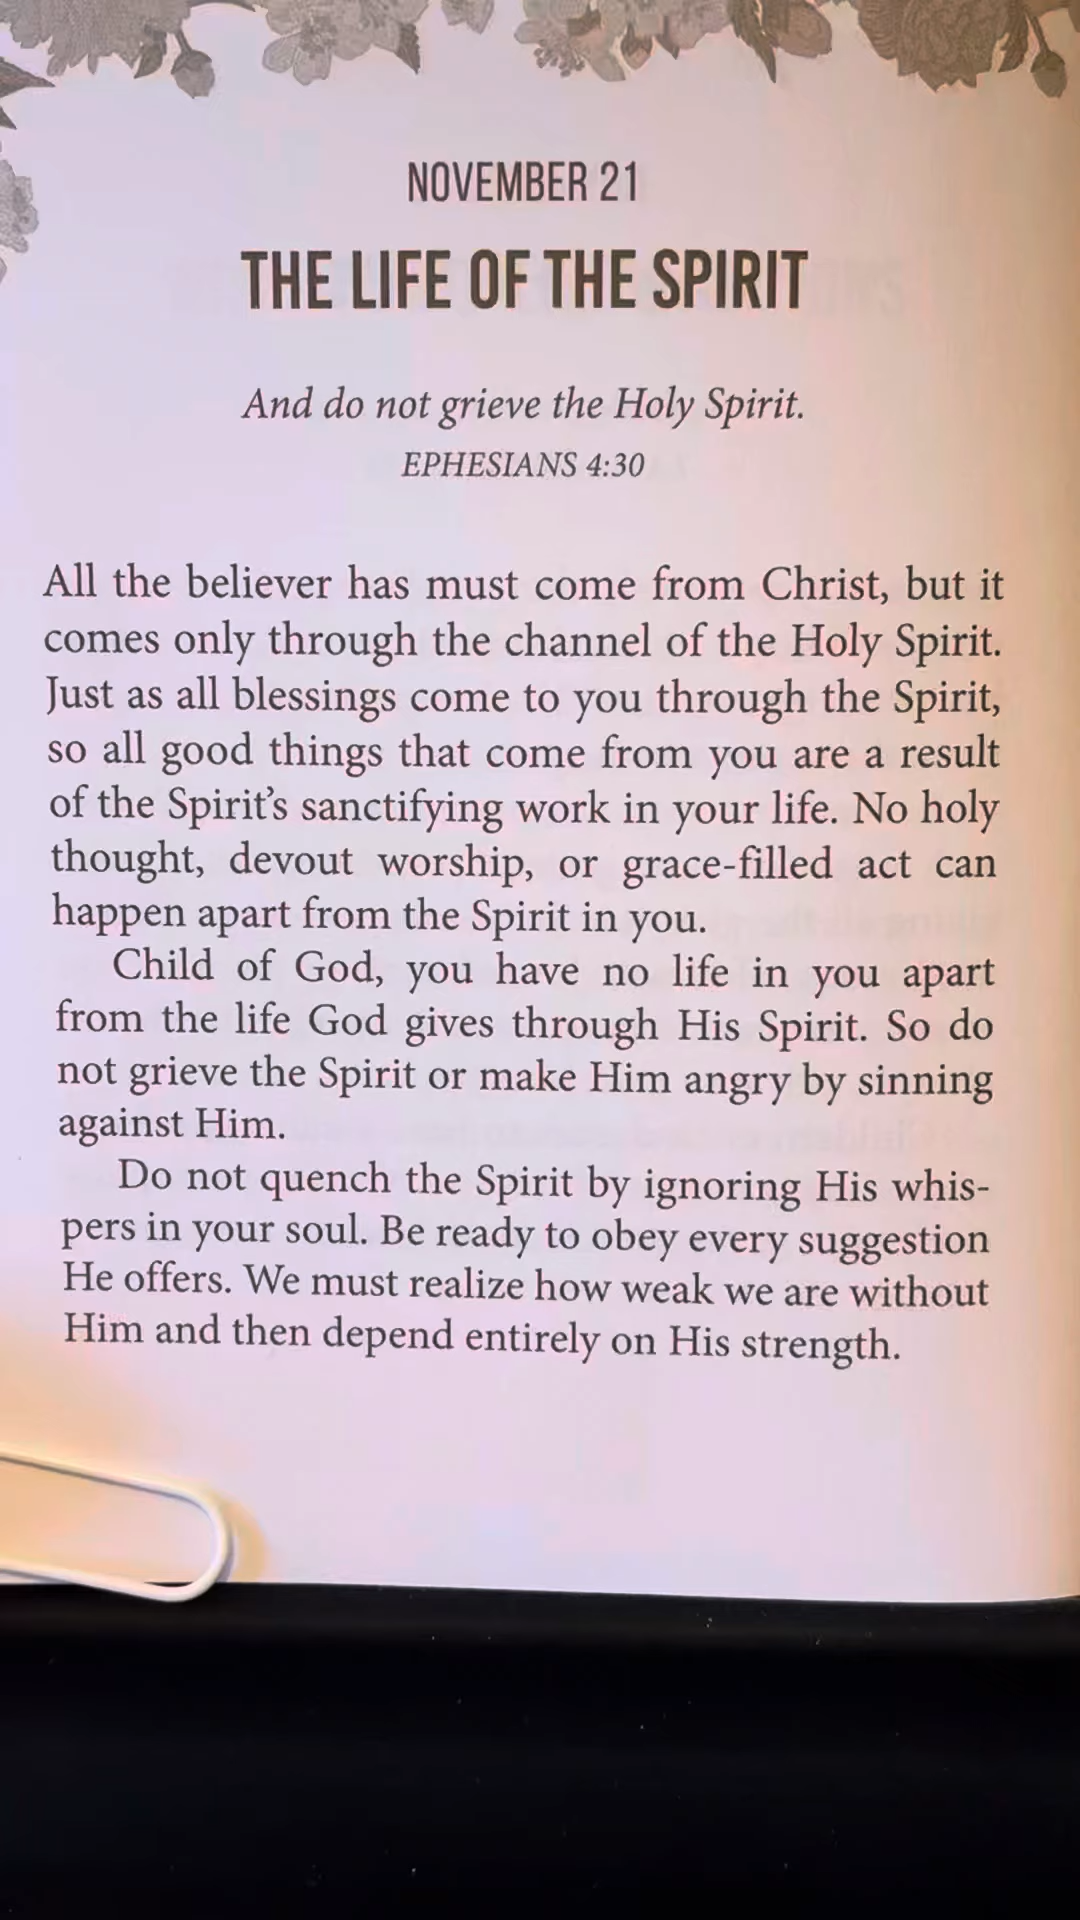 NOVEMBER 21
THE LIFE OF THE SPIRIT
And do not grieve the Holy Spirit.
EPHESIANS 4:30
All the believer has must come from Christ, but it
comes only through the channel of the Holy Spirit.
Just as all blessings come to you through the Spirit,
so all good things that come from you are a result
of the Spirit’s sanctifying work in your life. No holy
thought, devout worship, or grace-filled act can
happen apart from the Spirit in you.
Child of God, you have no life in you apart
from the life God gives through His Spirit. So do
not grieve the Spirit or make Him angry by sinning
against Him.
Do not quench the Spirit by ignoring His whis-
pers in your soul. Be ready to obey every suggestion
He offers. We must realize how weak we are without
Him and then depend entirely on His strength.